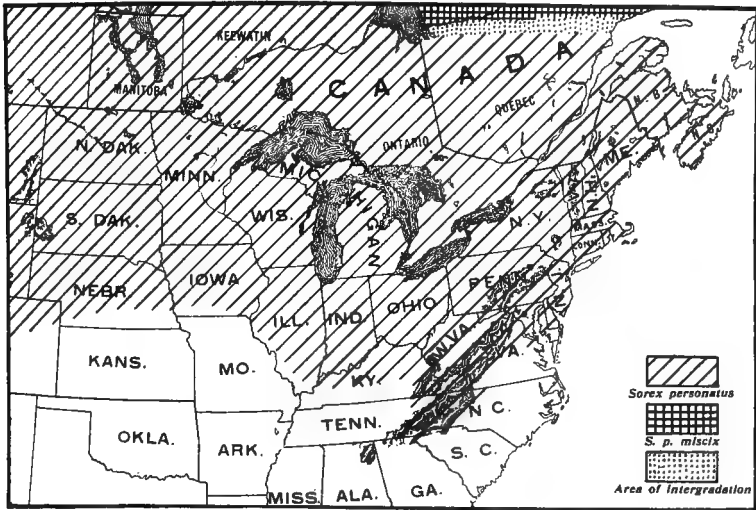 KEEWATIN
CANADA
MANITOBA
QUEBEC
N. B.
N. S.
ONTARIO
ME.
N. DAK.
MINN.
MICHIGAN
S. DAK.
WIS.
N.Y.
MASS.
CONN.
NEBR.
IOWA
PENN.
ILL.
IND
OHIO
W.VA.
VA.
KANS.
MO.
KY.
TENN.
N C.
OKLA.
ARK.
S. C.
MISS.
ALA.
GA.
Sorex personatus
S. p. miscix
Area of intergradation